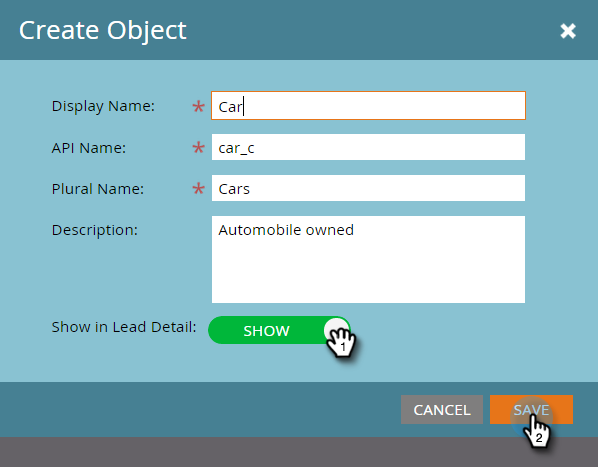 Create Object
Display Name: * Car
API Name: * car_c
Plural Name: * Cars
Description: Automobile owned
Show in Lead Detail: SHOW
1
CANCEL SAVE
2